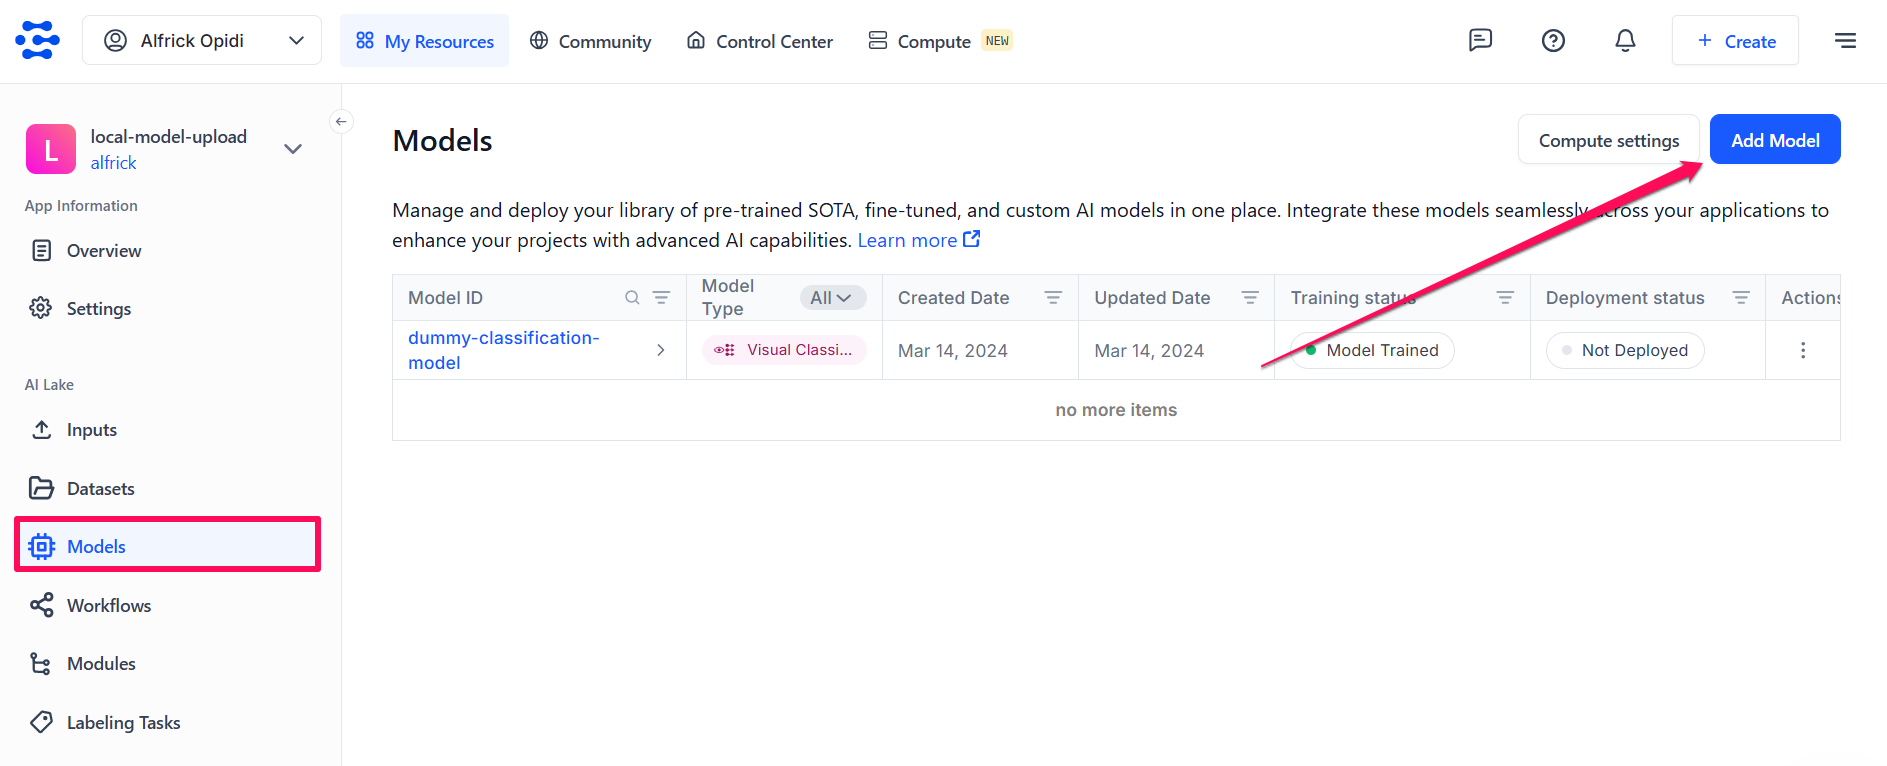 Alfrick Opidi
My Resources
Community
Control Center
Compute NEW
+ Create
L
local-model-upload
alfrick
App Information
Overview
Settings
AI Lake
Inputs
Datasets
Models
Workflows
Modules
Labeling Tasks
Models
Compute settings
Add Model
Manage and deploy your library of pre-trained SOTA, fine-tuned, and custom AI models in one place. Integrate these models seamlessly across your applications to
enhance your projects with advanced AI capabilities. Learn more
Model ID
Model
Type
All
Created Date
Updated Date
Training status
Deployment status
Actions
dummy-classification-
model
Visual Classi...
Mar 14, 2024
Mar 14, 2024
Model Trained
Not Deployed
no more items